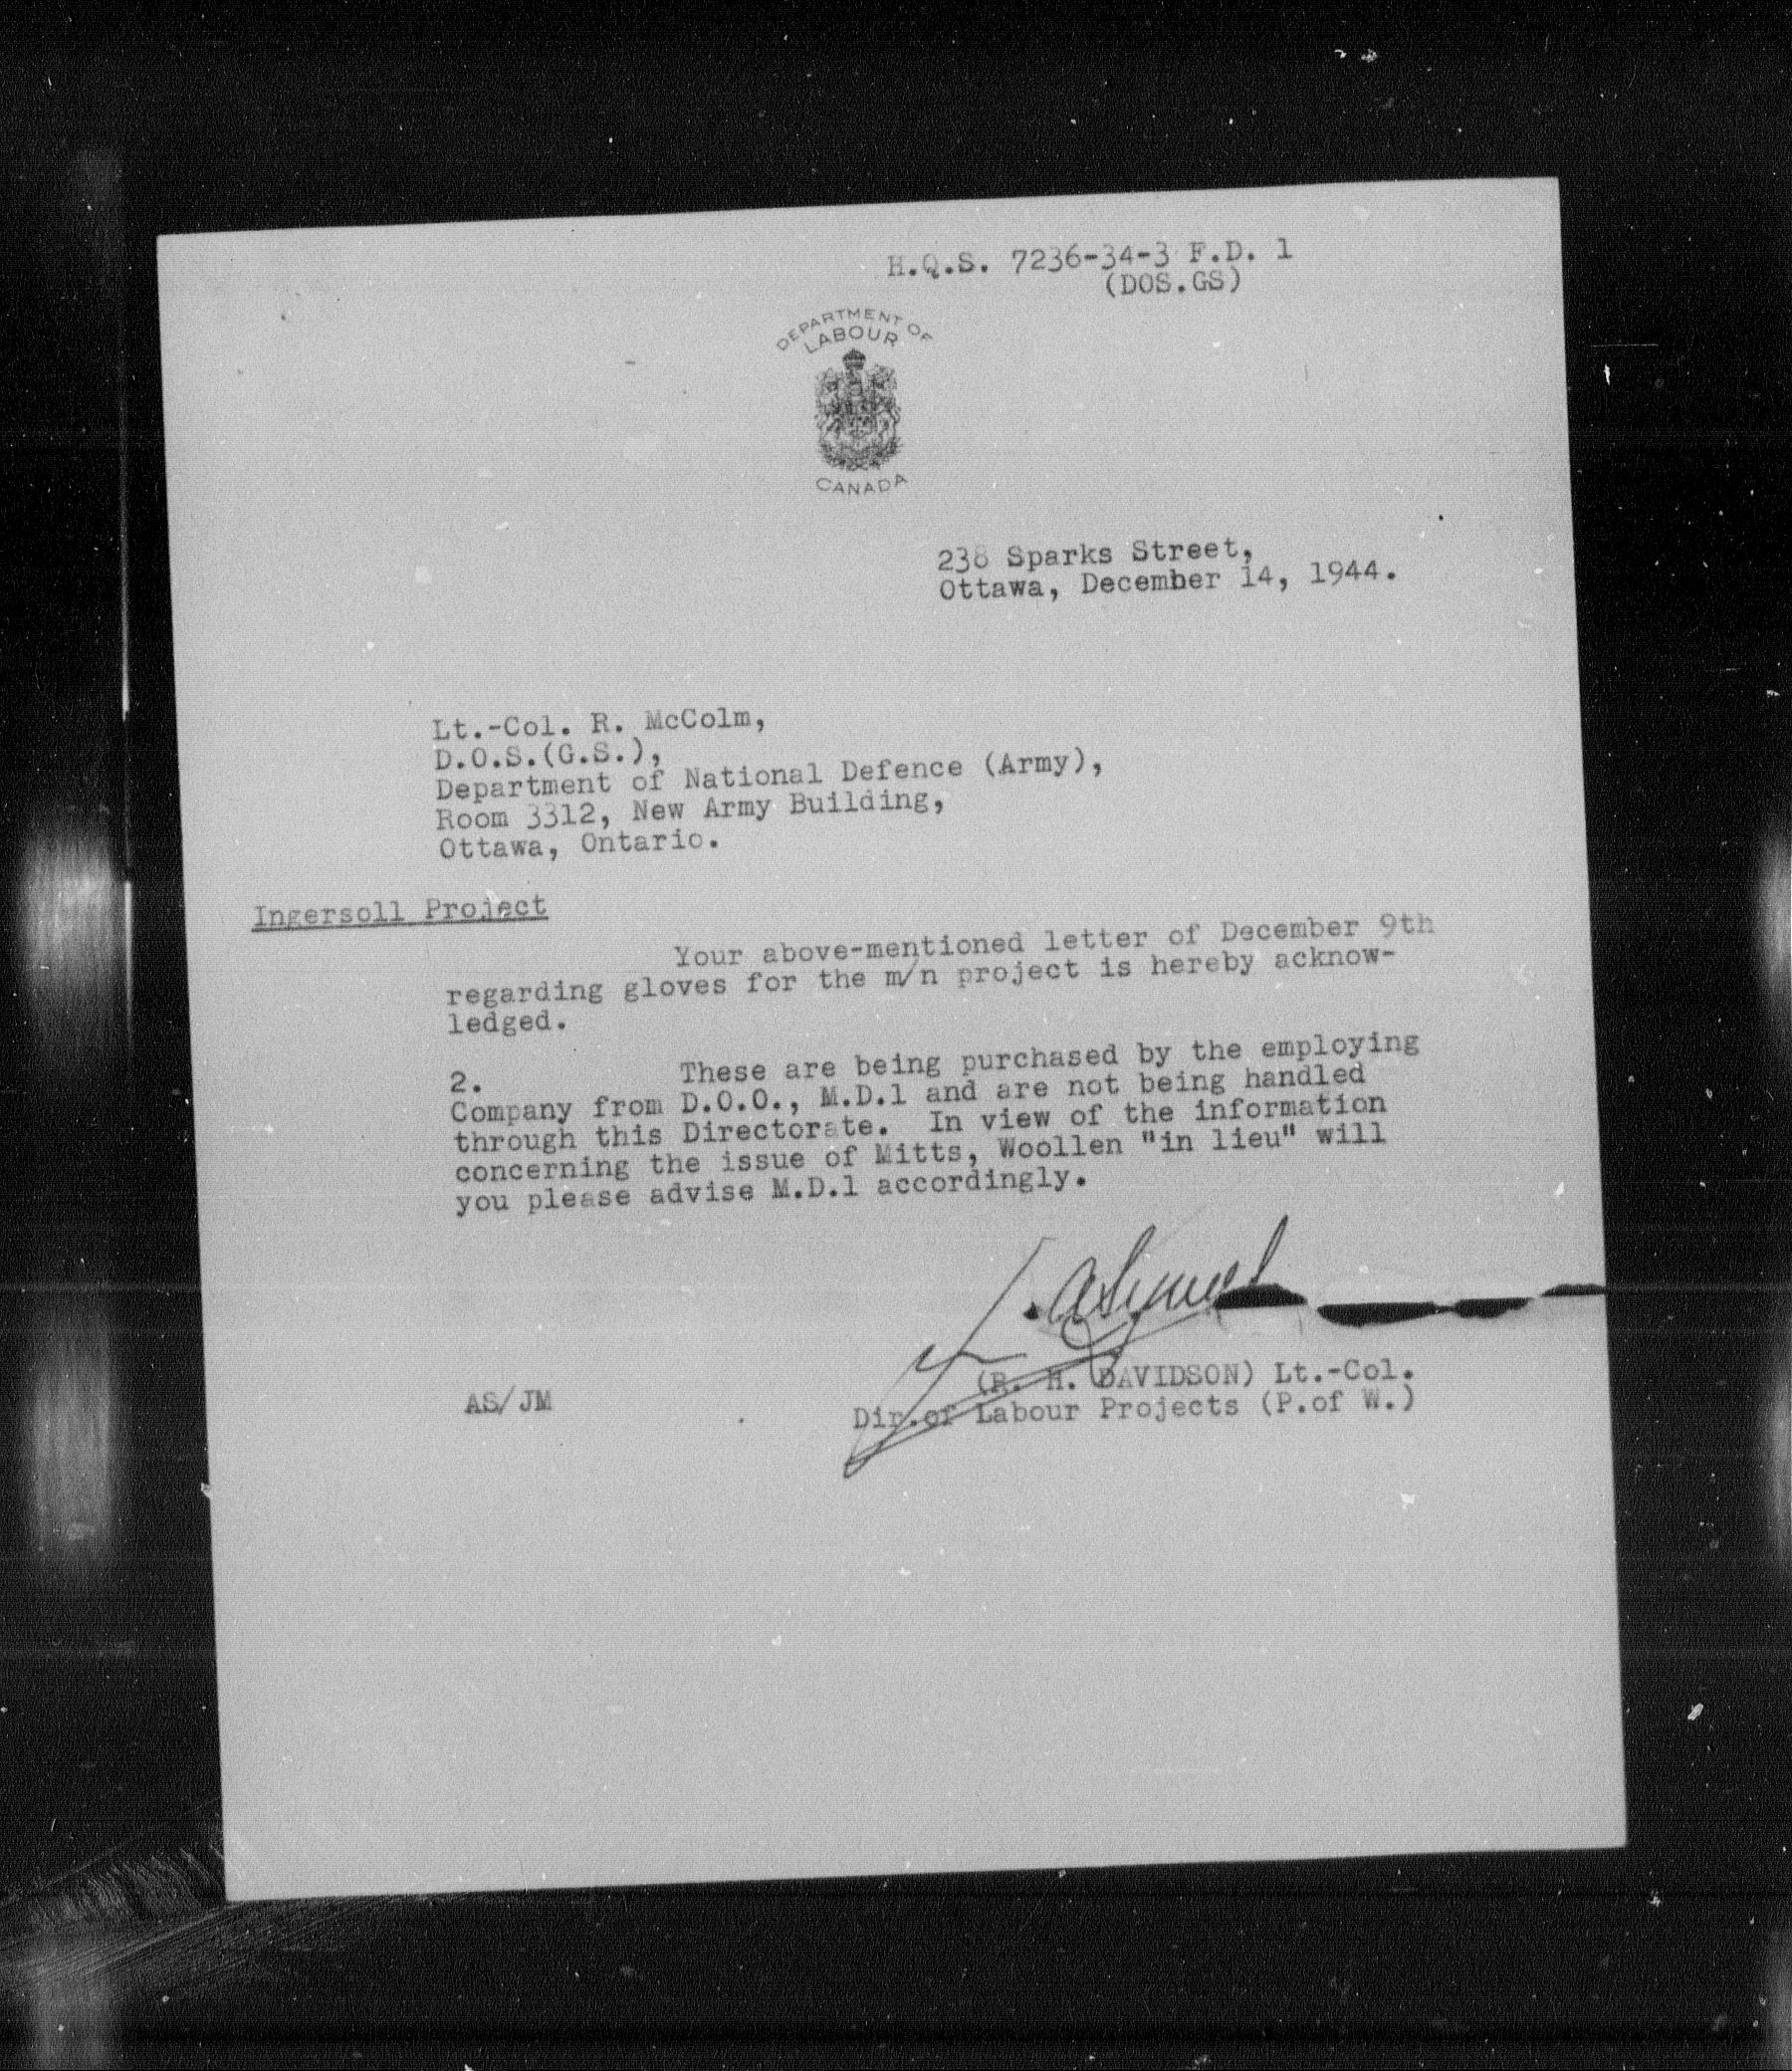 H.Q.S. 7236-34-3 F.D. 1
(DOS.GS)
DEPARTMENT OF
LABOUR
CANADA
238 Sparks Street,
Ottawa, December 14, 1944.
Lt.-Col. R. McColm,
D.O.S.(G.S.),
Department of National Defence (Army),
Room 3312, New Army Building,
Ottawa, Ontario.
Ingersoll Project
Your above-mentioned letter of December 9th
regarding gloves for the m/n project is hereby acknow-
ledged.
2. These are being purchased by the employing
Company from D.O.O., M.D.1 and are not being handled
through this Directorate. In view of the information
concerning the issue of Mitts, Woollen "in lieu" will
you please advise M.D.1 accordingly.
(R. H. DAVIDSON) Lt.-Col.
AS/JM Dir.of Labour Projects (P.of W.)